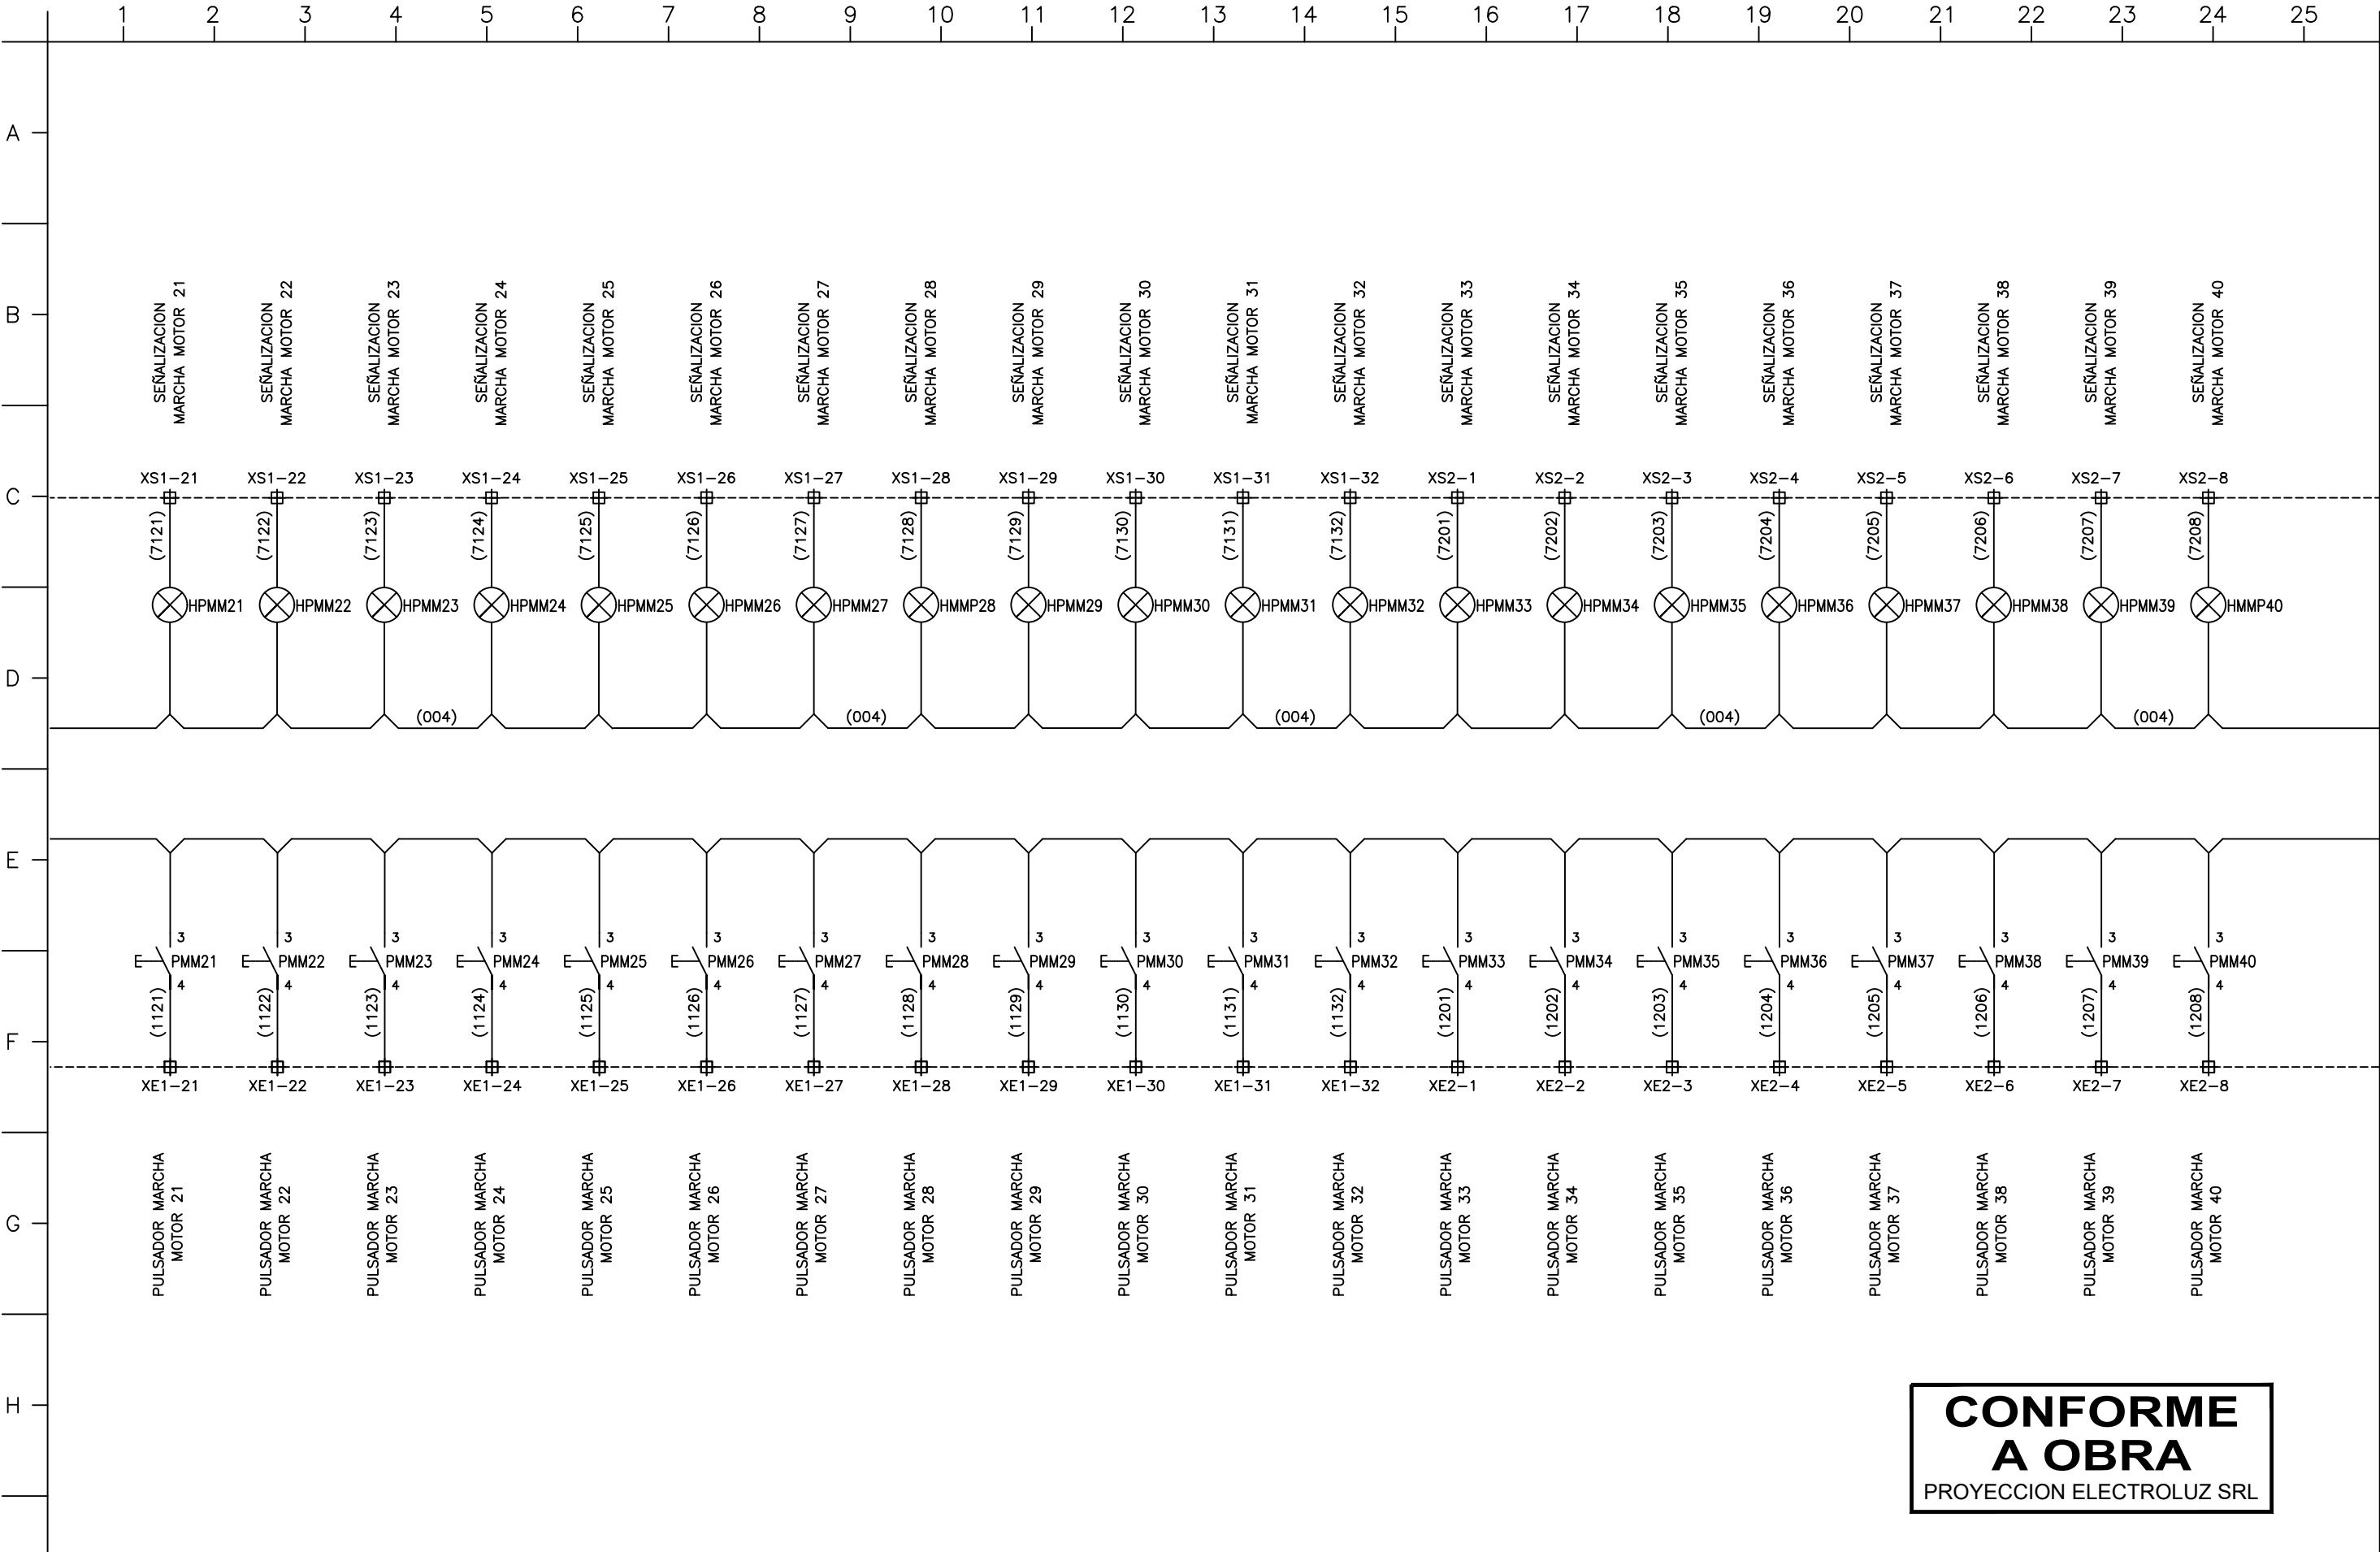 1 2 3 4 5 6 7 8 9 10 11 12 13 14 15 16 17 18 19 20 21 22 23 24 25
A
B
C
D
E
F
G
H
SEÑALIZACION
MARCHA MOTOR 21
SEÑALIZACION
MARCHA MOTOR 22
SEÑALIZACION
MARCHA MOTOR 23
SEÑALIZACION
MARCHA MOTOR 24
SEÑALIZACION
MARCHA MOTOR 25
SEÑALIZACION
MARCHA MOTOR 26
SEÑALIZACION
MARCHA MOTOR 27
SEÑALIZACION
MARCHA MOTOR 28
SEÑALIZACION
MARCHA MOTOR 29
SEÑALIZACION
MARCHA MOTOR 30
SEÑALIZACION
MARCHA MOTOR 31
SEÑALIZACION
MARCHA MOTOR 32
SEÑALIZACION
MARCHA MOTOR 33
SEÑALIZACION
MARCHA MOTOR 34
SEÑALIZACION
MARCHA MOTOR 35
SEÑALIZACION
MARCHA MOTOR 36
SEÑALIZACION
MARCHA MOTOR 37
SEÑALIZACION
MARCHA MOTOR 38
SEÑALIZACION
MARCHA MOTOR 39
SEÑALIZACION
MARCHA MOTOR 40
XS1-21 XS1-22 XS1-23 XS1-24 XS1-25 XS1-26 XS1-27 XS1-28 XS1-29 XS1-30 XS1-31 XS1-32 XS2-1 XS2-2 XS2-3 XS2-4 XS2-5 XS2-6 XS2-7 XS2-8
(7121) (7122) (7123) (7124) (7125) (7126) (7127) (7128) (7129) (7130) (7131) (7132) (7201) (7202) (7203) (7204) (7205) (7206) (7207) (7208)
HPMM21 HPMM22 HPMM23 HPMM24 HPMM25 HPMM26 HPMM27 HMMP28 HPMM29 HPMM30 HPMM31 HPMM32 HPMM33 HPMM34 HPMM35 HPMM36 HPMM37 HPMM38 HPMM39 HMMP40
(004) (004) (004) (004) (004)
3 3 3 3 3 3 3 3 3 3 3 3 3 3 3 3 3 3 3 3
PMM21 PMM22 PMM23 PMM24 PMM25 PMM26 PMM27 PMM28 PMM29 PMM30 PMM31 PMM32 PMM33 PMM34 PMM35 PMM36 PMM37 PMM38 PMM39 PMM40
4 4 4 4 4 4 4 4 4 4 4 4 4 4 4 4 4 4 4 4
(1121) (1122) (1123) (1124) (1125) (1126) (1127) (1128) (1129) (1130) (1131) (1132) (1201) (1202) (1203) (1204) (1205) (1206) (1207) (1208)
XE1-21 XE1-22 XE1-23 XE1-24 XE1-25 XE1-26 XE1-27 XE1-28 XE1-29 XE1-30 XE1-31 XE1-32 XE2-1 XE2-2 XE2-3 XE2-4 XE2-5 XE2-6 XE2-7 XE2-8
PULSADOR MARCHA
MOTOR 21
PULSADOR MARCHA
MOTOR 22
PULSADOR MARCHA
MOTOR 23
PULSADOR MARCHA
MOTOR 24
PULSADOR MARCHA
MOTOR 25
PULSADOR MARCHA
MOTOR 26
PULSADOR MARCHA
MOTOR 27
PULSADOR MARCHA
MOTOR 28
PULSADOR MARCHA
MOTOR 29
PULSADOR MARCHA
MOTOR 30
PULSADOR MARCHA
MOTOR 31
PULSADOR MARCHA
MOTOR 32
PULSADOR MARCHA
MOTOR 33
PULSADOR MARCHA
MOTOR 34
PULSADOR MARCHA
MOTOR 35
PULSADOR MARCHA
MOTOR 36
PULSADOR MARCHA
MOTOR 37
PULSADOR MARCHA
MOTOR 38
PULSADOR MARCHA
MOTOR 39
PULSADOR MARCHA
MOTOR 40
CONFORME
A OBRA
PROYECCION ELECTROLUZ SRL